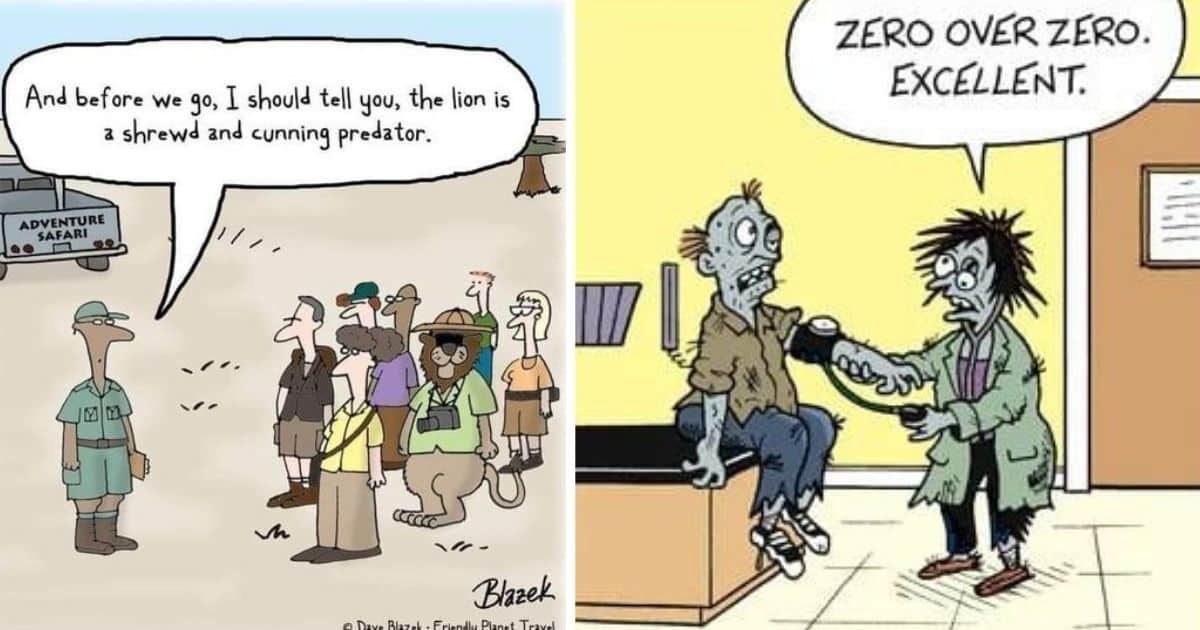 And before we go, I should tell you, the lion is
a shrewd and cunning predator.
ADVENTURE
SAFARI
Blazek
© Dave Blazek - Friendly Planet Travel
ZERO OVER ZERO.
EXCELLENT.